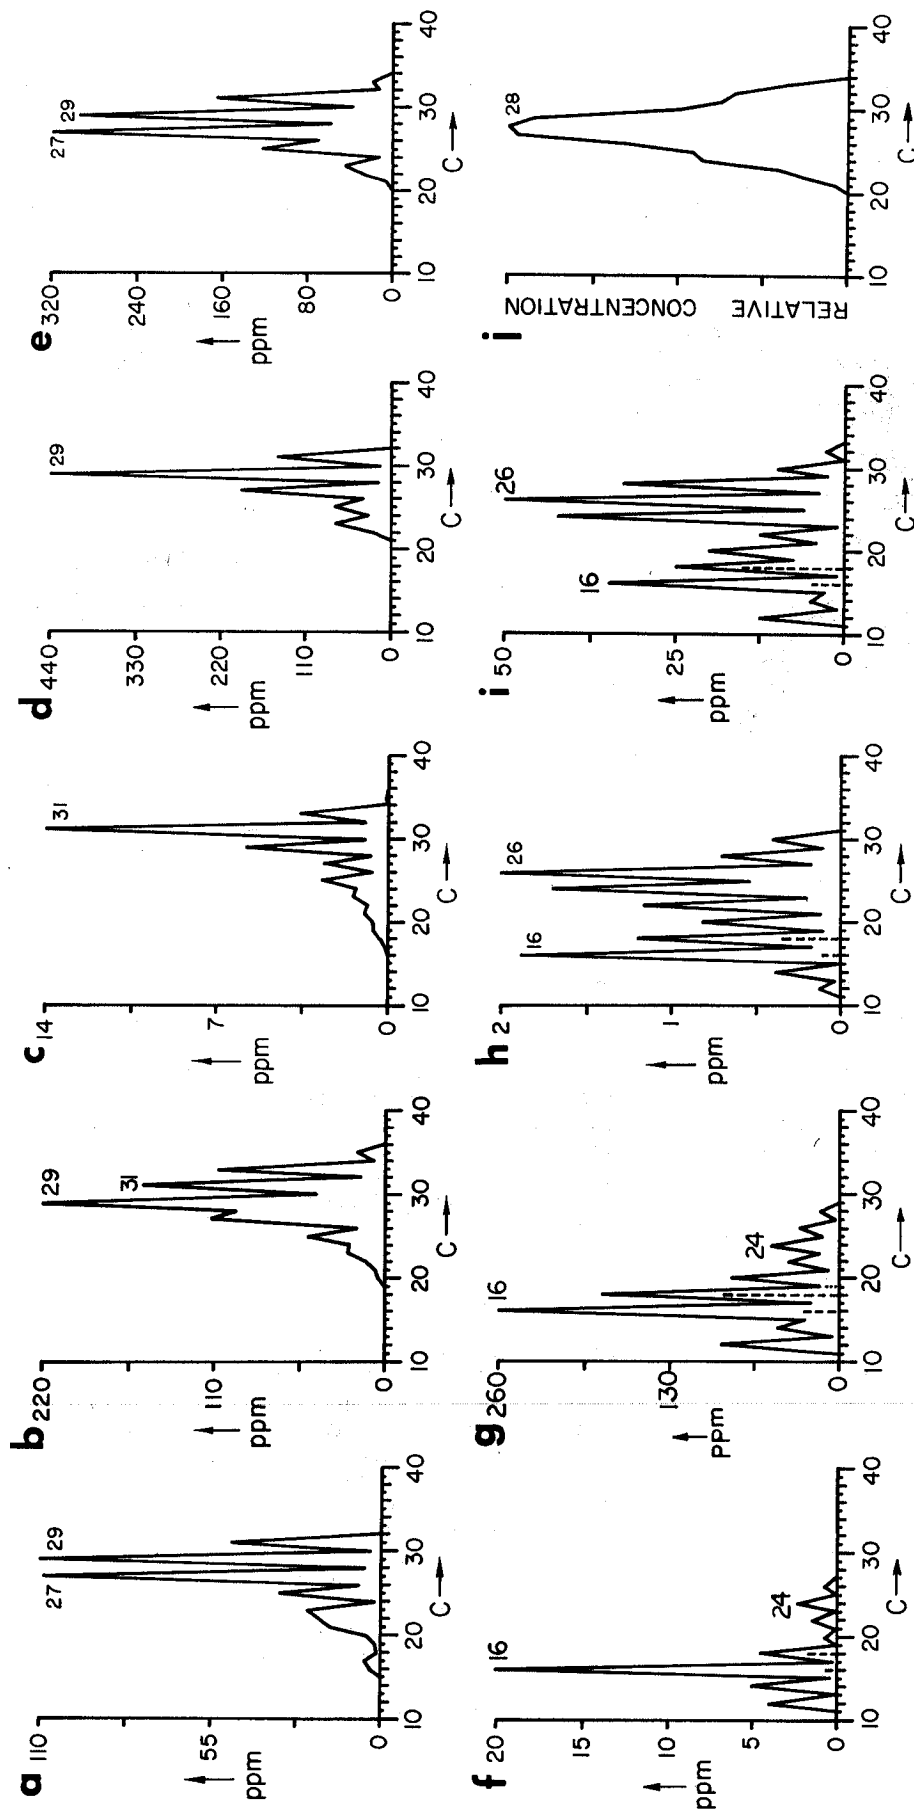 a
110
55
0
ppm
27
29
10 20 30 40
C →
b
220
110
0
ppm
29
31
10 20 30 40
C →
c
14
7
0
ppm
31
10 20 30 40
C →
d
440
330
220
110
0
ppm
29
10 20 30 40
C →
e
320
240
160
80
0
ppm
27
29
10 20 30 40
C →
f
20
15
10
5
0
ppm
16
24
10 20 30 40
C →
g
260
130
0
ppm
16
24
10 20 30 40
C →
h
2
1
0
ppm
16
26
10 20 30 40
C →
i
50
25
0
ppm
16
26
10 20 30 40
C →
j
RELATIVE CONCENTRATION
28
10 20 30 40
C →